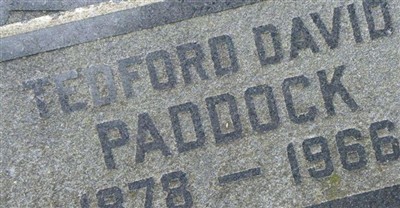 TEDFORD DAVID
PADDOCK
1878 — 1966